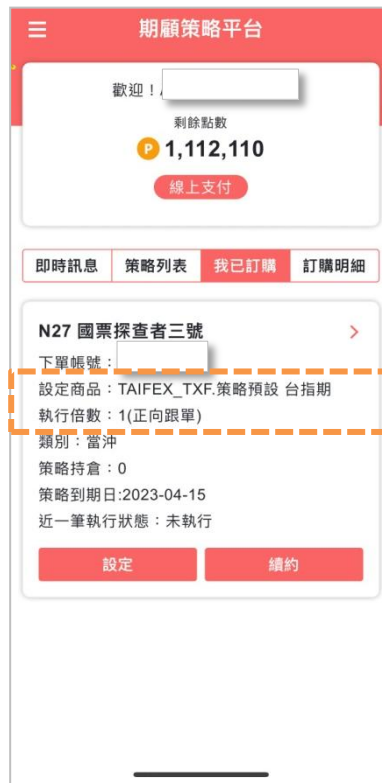 期顧策略平台
歡迎！
剩餘點數
P 1,112,110
線上支付
即時訊息 策略列表 我已訂購 訂購明細
N27 國票探查者三號
下單帳號：
設定商品：TAIFEX_TXF.策略預設 台指期
執行倍數：1(正向跟單)
類別：當沖
策略持倉：0
策略到期日:2023-04-15
近一筆執行狀態：未執行
設定 續約